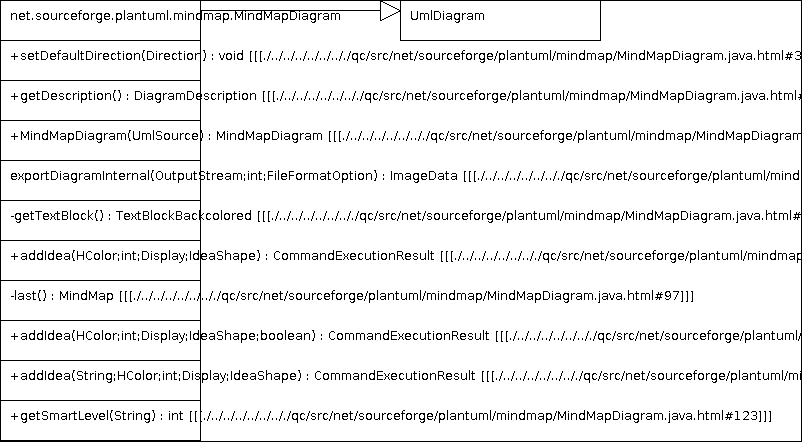 net.sourceforge.plantuml.mindmap.MindMapDiagram
UmlDiagram
+setDefaultDirection(Direction) : void [[[./../../../../../../qc/src/net/sourceforge/plantuml/mindmap/MindMapDiagram.java.html#3
+getDescription() : DiagramDescription [[[./../../../../../../qc/src/net/sourceforge/plantuml/mindmap/MindMapDiagram.java.html#
+MindMapDiagram(UmlSource) : MindMapDiagram [[[./../../../../../../qc/src/net/sourceforge/plantuml/mindmap/MindMapDiagram
exportDiagramInternal(OutputStream;int;FileFormatOption) : ImageData [[[./../../../../../../qc/src/net/sourceforge/plantuml/mind
-getTextBlock() : TextBlockBackcolored [[[./../../../../../../qc/src/net/sourceforge/plantuml/mindmap/MindMapDiagram.java.html#
+addIdea(HColor;int;Display;IdeaShape) : CommandExecutionResult [[[./../../../../../../qc/src/net/sourceforge/plantuml/mindmap
-last() : MindMap [[[./../../../../../../qc/src/net/sourceforge/plantuml/mindmap/MindMapDiagram.java.html#97]]]
+addIdea(HColor;int;Display;IdeaShape;boolean) : CommandExecutionResult [[[./../../../../../../qc/src/net/sourceforge/plantuml/
+addIdea(String;HColor;int;Display;IdeaShape) : CommandExecutionResult [[[./../../../../../../qc/src/net/sourceforge/plantuml/mi
+getSmartLevel(String) : int [[[./../../../../../../qc/src/net/sourceforge/plantuml/mindmap/MindMapDiagram.java.html#123]]]